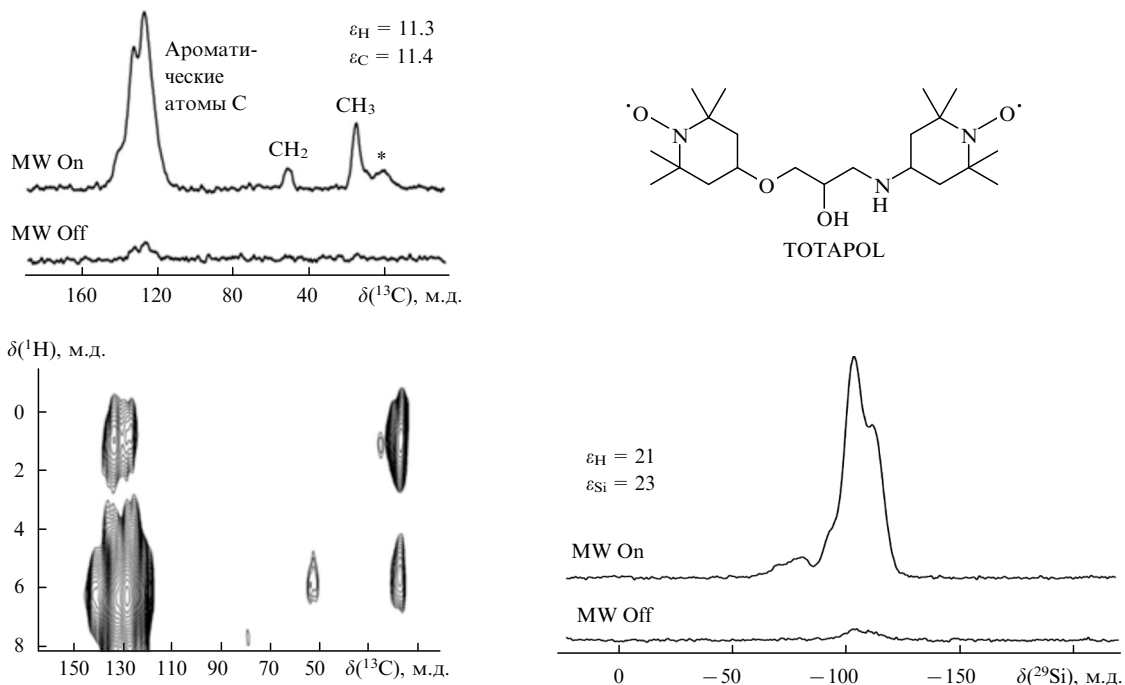 εH = 11.3
εC = 11.4
Аромати-
ческие
атомы C
CH3
CH2
*
MW On
MW Off
160 120 80 40 δ(13C), м.д.
·O
N
N
O·
O
OH
N
H
TOTAPOL
δ(1H), м.д.
0
2
4
6
8
150 130 110 90 70 50 δ(13C), м.д.
εH = 21
εSi = 23
MW On
MW Off
0 −50 −100 −150 δ(29Si), м.д.